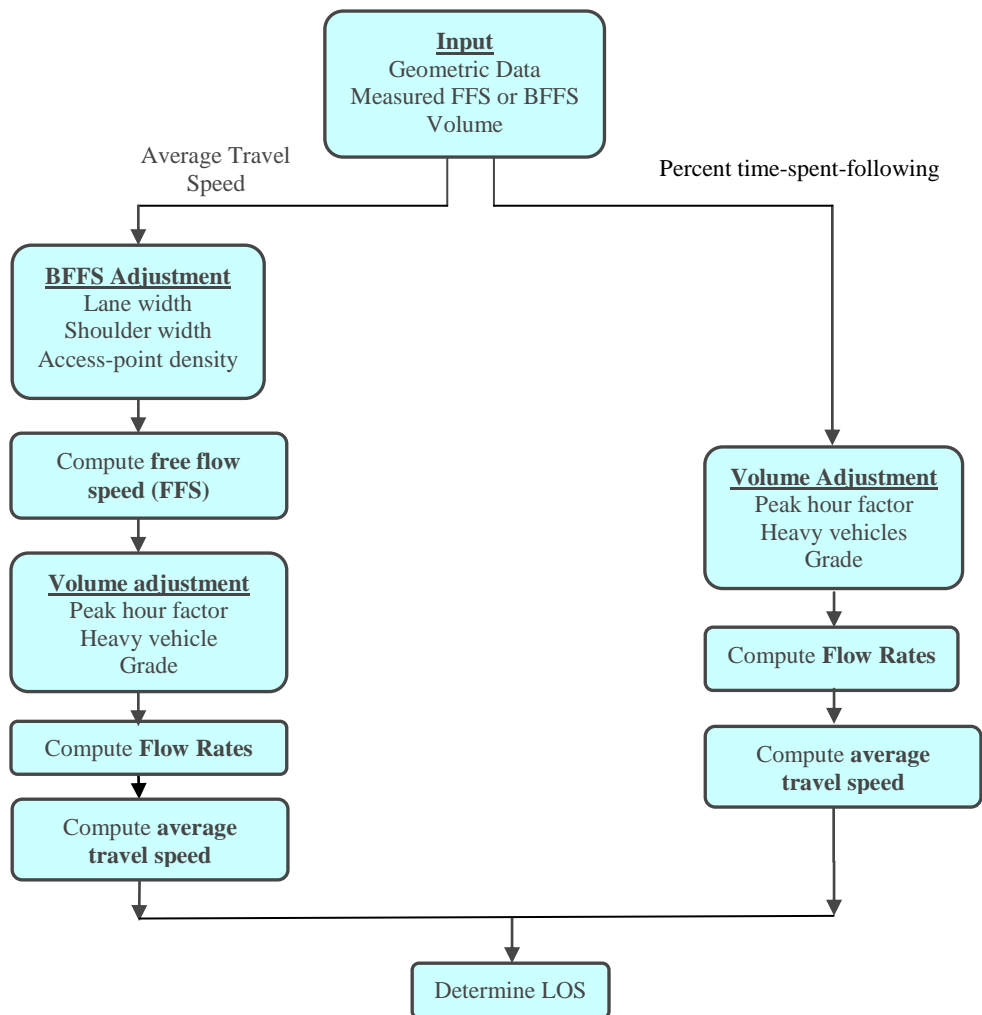 Input
Geometric Data
Measured FFS or BFFS
Volume
Average Travel
Speed
Percent time-spent-following
BFFS Adjustment
Lane width
Shoulder width
Access-point density
Compute free flow
speed (FFS)
Volume adjustment
Peak hour factor
Heavy vehicle
Grade
Compute Flow Rates
Compute average
travel speed
Volume Adjustment
Peak hour factor
Heavy vehicles
Grade
Compute Flow Rates
Compute average
travel speed
Determine LOS